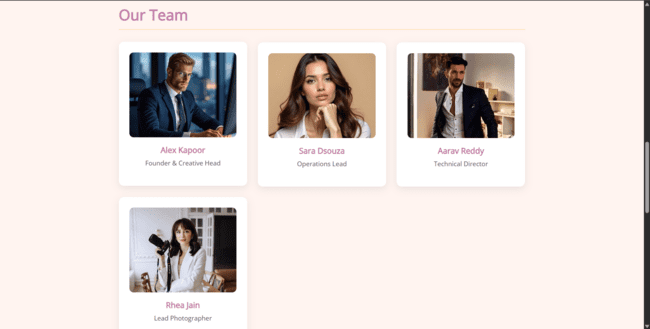 Our Team
Alex Kapoor
Founder & Creative Head
Sara Dsouza
Operations Lead
Aarav Reddy
Technical Director
Rhea Jain
Lead Photographer